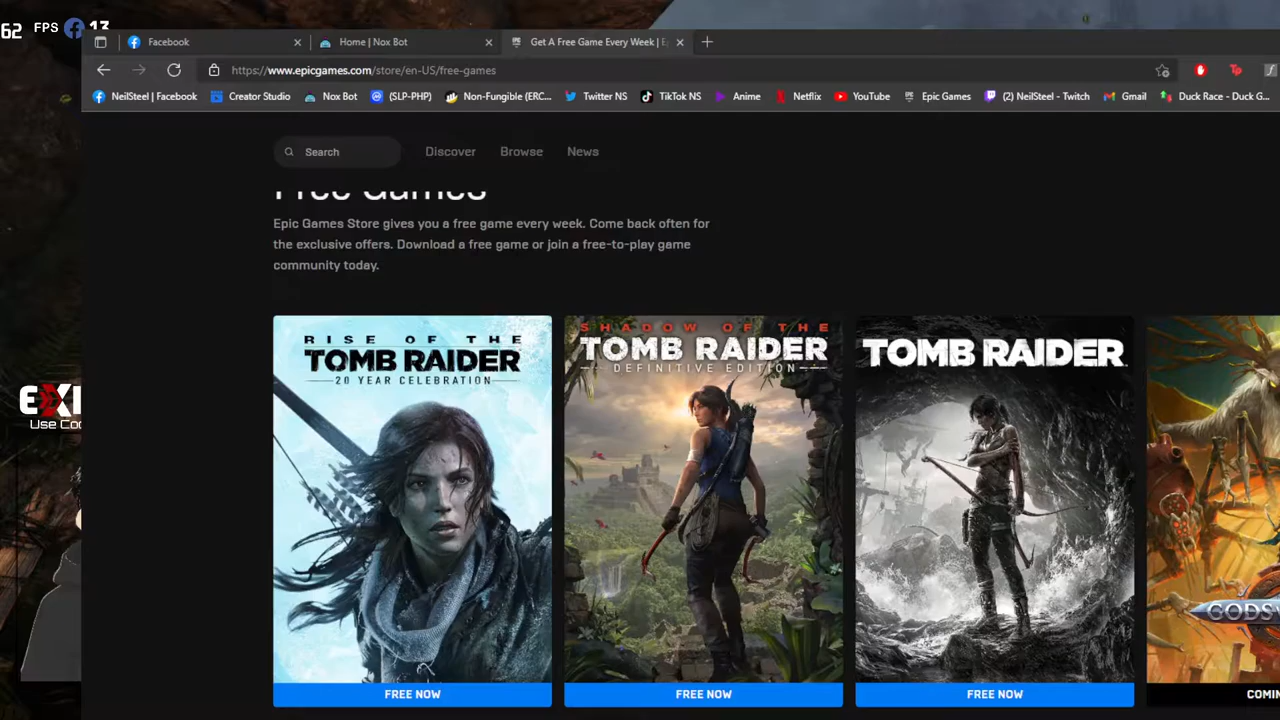 62 FPS 13
Facebook
Home | Nox Bot
Get A Free Game Every Week | E
https://www.epicgames.com/store/en-US/free-games
NeilSteel | Facebook
Creator Studio
Nox Bot
(SLP-PHP)
Non-Fungible (ERC...
Twitter NS
TikTok NS
Anime
Netflix
YouTube
Epic Games
(2) NeilSteel - Twitch
Gmail
Duck Race - Duck G...
Search
Discover
Browse
News
Free Games
Epic Games Store gives you a free game every week. Come back often for
the exclusive offers. Download a free game or join a free-to-play game
community today.
RISE OF THE
TOMB RAIDER
20 YEAR CELEBRATION
FREE NOW
SHADOW OF THE
TOMB RAIDER
DEFINITIVE EDITION
FREE NOW
TOMB RAIDER
FREE NOW
GODS
COMIN
EXI
Use Co